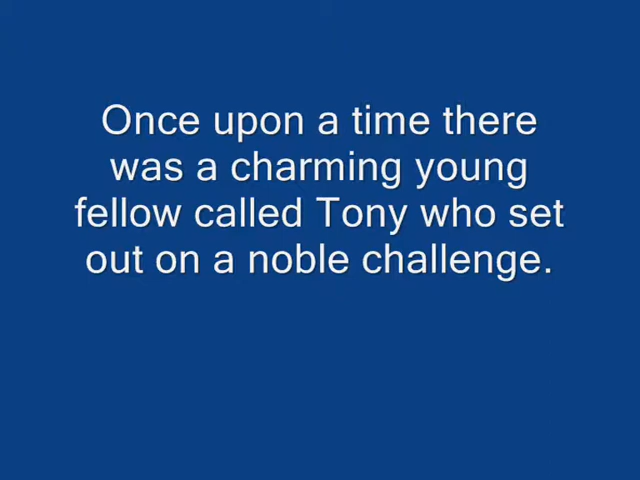 Once upon a time there
was a charming young
fellow called Tony who set
out on a noble challenge.